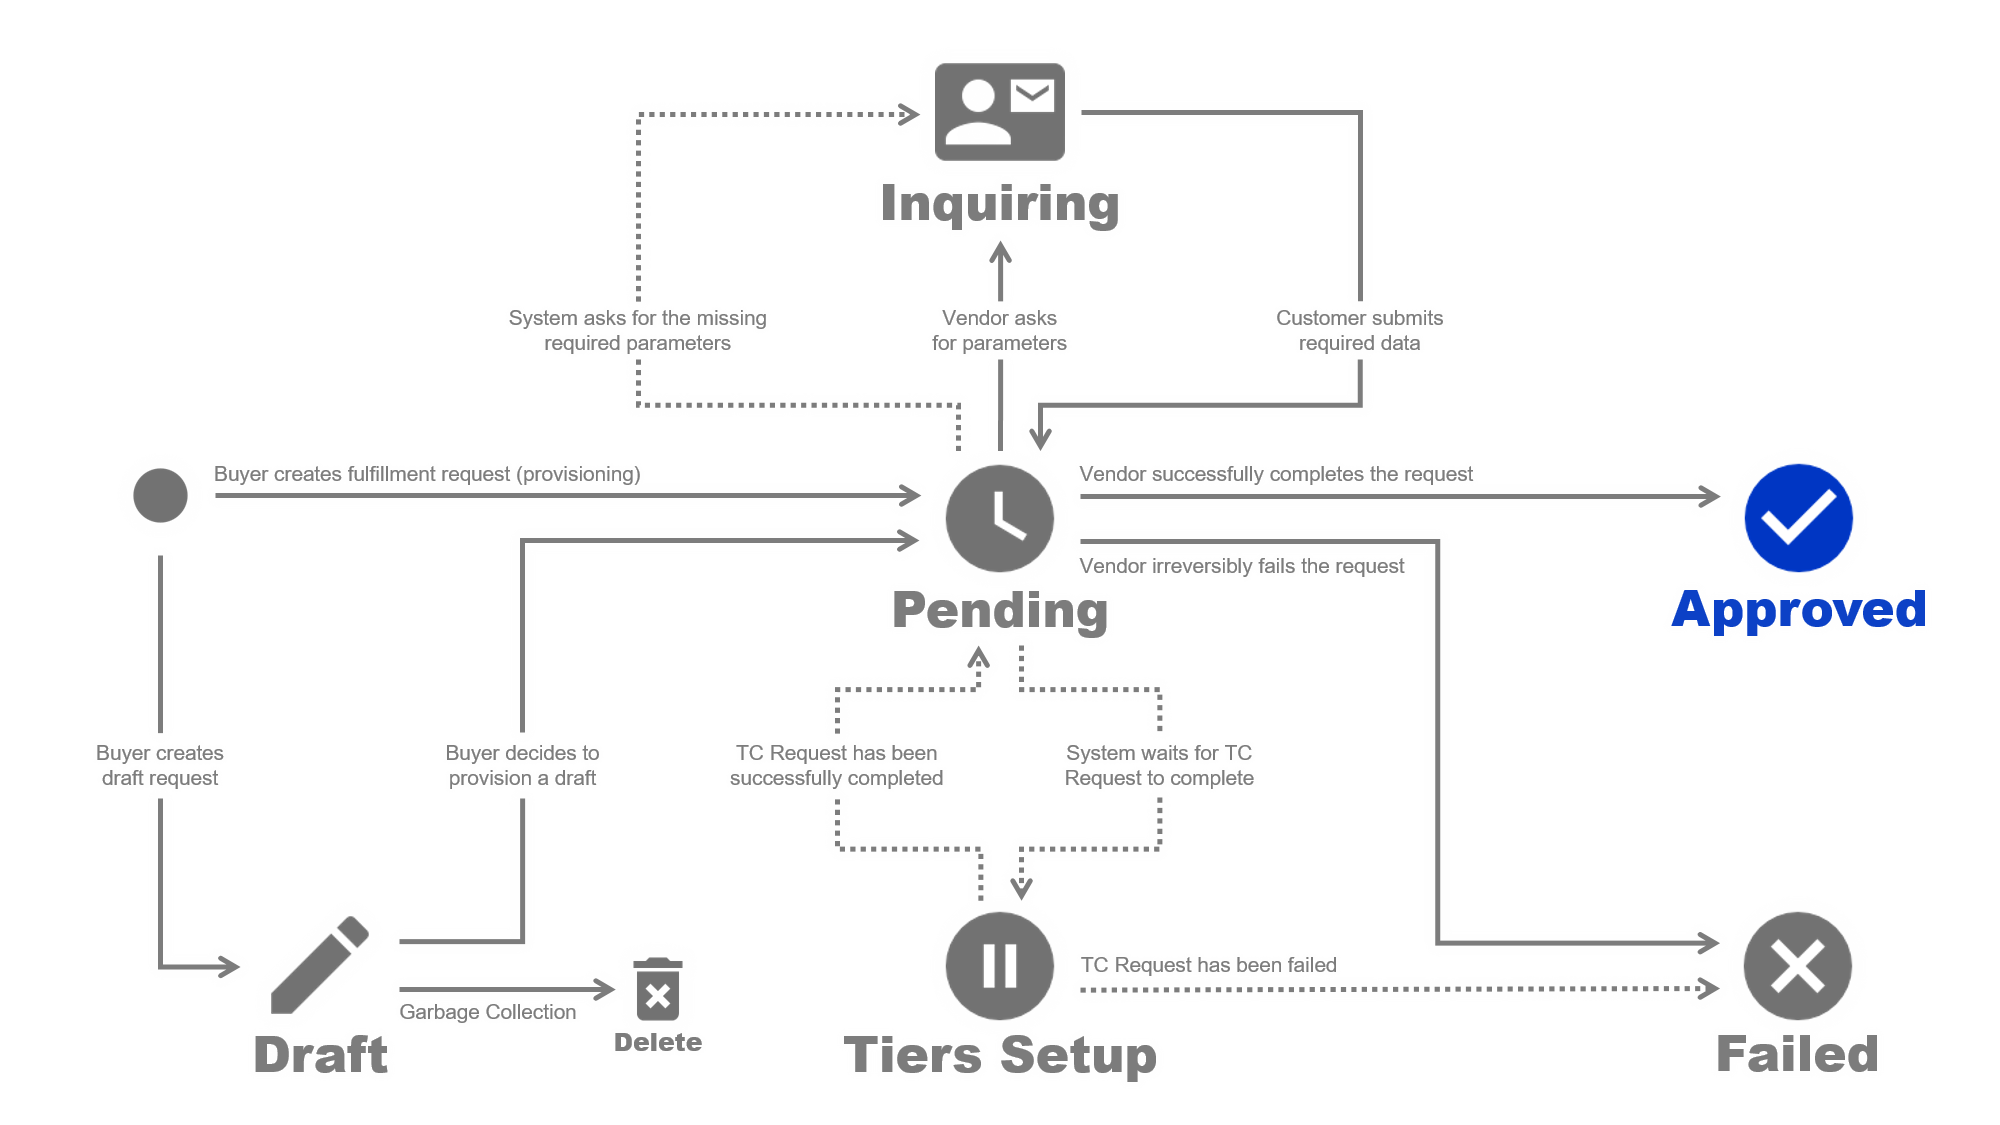 Inquiring
System asks for the missing
required parameters
Vendor asks
for parameters
Customer submits
required data
Buyer creates fulfillment request (provisioning)
Vendor successfully completes the request
Vendor irreversibly fails the request
Pending
Approved
Buyer creates
draft request
Buyer decides to
provision a draft
TC Request has been
successfully completed
System waits for TC
Request to complete
TC Request has been failed
Garbage Collection
Delete
Draft
Tiers Setup
Failed